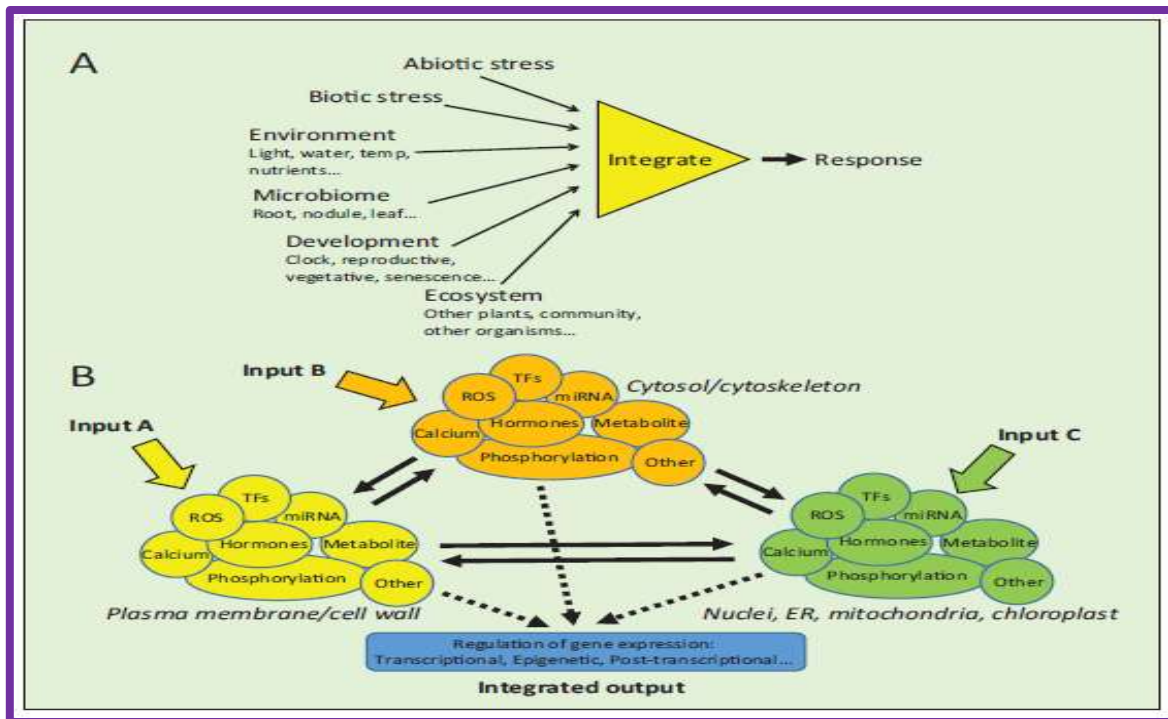 A
Abiotic stress
Biotic stress
Environment
Light, water, temp,
nutrients...
Microbiome
Root, nodule, leaf...
Development
Clock, reproductive,
vegetative, senescence...
Ecosystem
Other plants, community,
other organisms...
Integrate
Response
B
Input B
TFs
ROS
miRNA
Cytosol/cytoskeleton
Calcium
Hormones
Metabolite
Phosphorylation
Other
Input A
TFs
ROS
miRNA
Calcium
Hormones
Metabolite
Phosphorylation
Other
Plasma membrane/cell wall
Input C
TFs
ROS
miRNA
Calcium
Hormones
Metabolite
Phosphorylation
Other
Nuclei, ER, mitochondria, chloroplast
Regulation of gene expression:
Transcriptional, Epigenetic, Post-transcriptional...
Integrated output